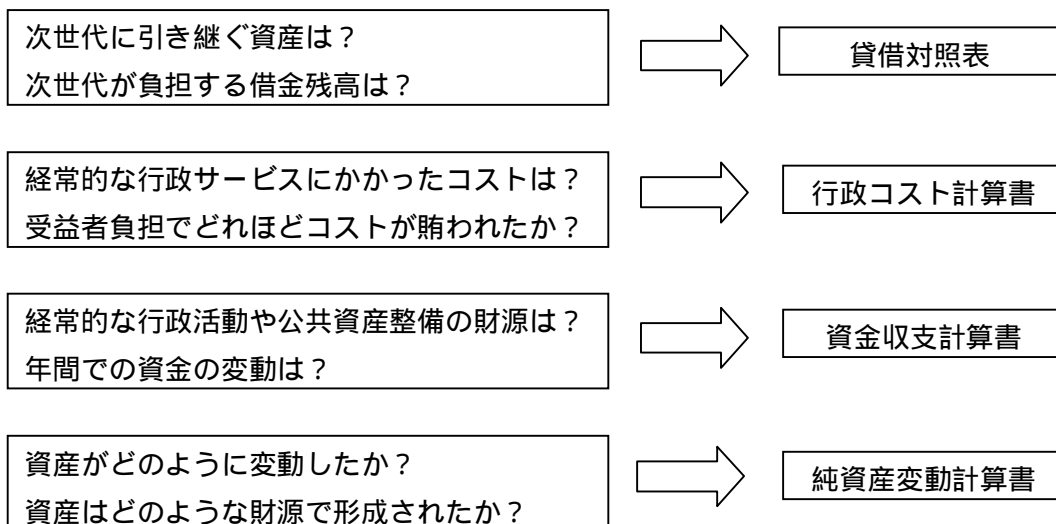 次世代に引き継ぐ資産は？
次世代が負担する借金残高は？
貸借対照表
経常的な行政サービスにかかったコストは？
受益者負担でどれほどコストが賄われたか？
行政コスト計算書
経常的な行政活動や公共資産整備の財源は？
年間での資金の変動は？
資金収支計算書
資産がどのように変動したか？
資産はどのような財源で形成されたか？
純資産変動計算書